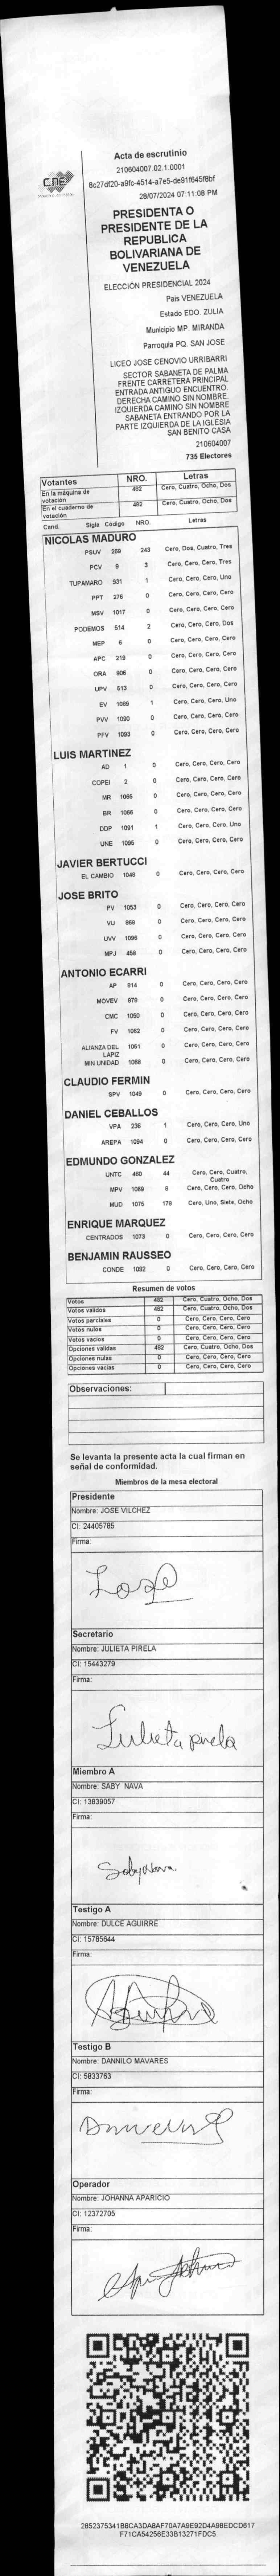 CNE
Acta de escrutinio
210604007.02.1.0001
8c27df20-a9fc-4514-a7e5-de91f645f8bf
28/07/2024 07:11:08 PM
PRESIDENTA O
PRESIDENTE DE LA
REPUBLICA
BOLIVARIANA DE
VENEZUELA
ELECCIÓN PRESIDENCIAL 2024
Pais VENEZUELA
Estado EDO. ZULIA
Municipio MP. MIRANDA
Parroquia PQ. SAN JOSE
LICEO JOSE CENOVIO URRIBARRI
SECTOR SABANETA DE PALMA
FRENTE CARRETERA PRINCIPAL
ENTRADA ANTIGUO ENCUENTRO.
DERECHA CAMINO SIN NOMBRE.
IZQUIERDA CAMINO SIN NOMBRE
SABANETA ENTRANDO POR LA
PARTE IZQUIERDA DE LA IGLESIA
SAN BENITO CASA
210604007
735 Electores
Votantes NRO. Letras
En la máquina de votación 482 Cero, Cuatro, Ocho, Dos
En el cuaderno de votación 482 Cero, Cuatro, Ocho, Dos
Cand. Sigla Código NRO. Letras
NICOLAS MADURO
PSUV 269 243 Cero, Dos, Cuatro, Tres
PCV 9 3 Cero, Cero, Cero, Tres
TUPAMARO 931 1 Cero, Cero, Cero, Uno
PPT 276 0 Cero, Cero, Cero, Cero
MSV 1017 0 Cero, Cero, Cero, Cero
PODEMOS 514 2 Cero, Cero, Cero, Dos
MEP 6 0 Cero, Cero, Cero, Cero
APC 219 0 Cero, Cero, Cero, Cero
ORA 906 0 Cero, Cero, Cero, Cero
UPV 613 0 Cero, Cero, Cero, Cero
EV 1089 1 Cero, Cero, Cero, Uno
PVV 1090 0 Cero, Cero, Cero, Cero
PFV 1093 0 Cero, Cero, Cero, Cero
LUIS MARTINEZ
AD 1 0 Cero, Cero, Cero, Cero
COPEI 2 0 Cero, Cero, Cero, Cero
MR 1065 0 Cero, Cero, Cero, Cero
BR 1066 0 Cero, Cero, Cero, Cero
DDP 1091 1 Cero, Cero, Cero, Uno
UNE 1095 0 Cero, Cero, Cero, Cero
JAVIER BERTUCCI
EL CAMBIO 1048 0 Cero, Cero, Cero, Cero
JOSE BRITO
PV 1053 0 Cero, Cero, Cero, Cero
VU 868 0 Cero, Cero, Cero, Cero
UVV 1096 0 Cero, Cero, Cero, Cero
MPJ 458 0 Cero, Cero, Cero, Cero
ANTONIO ECARRI
AP 814 0 Cero, Cero, Cero, Cero
MOVEV 978 0 Cero, Cero, Cero, Cero
CMC 1050 0 Cero, Cero, Cero, Cero
FV 1062 0 Cero, Cero, Cero, Cero
ALIANZA DEL LAPIZ 1061 0 Cero, Cero, Cero, Cero
MIN UNIDAD 1068 0 Cero, Cero, Cero, Cero
CLAUDIO FERMIN
SPV 1049 0 Cero, Cero, Cero, Cero
DANIEL CEBALLOS
VPA 236 1 Cero, Cero, Cero, Uno
AREPA 1094 0 Cero, Cero, Cero, Cero
EDMUNDO GONZALEZ
UNTC 460 44 Cero, Cero, Cuatro, Cuatro
MPV 1069 8 Cero, Cero, Cero, Ocho
MUD 1075 178 Cero, Uno, Siete, Ocho
ENRIQUE MARQUEZ
CENTRADOS 1073 0 Cero, Cero, Cero, Cero
BENJAMIN RAUSSEO
CONDE 1092 0 Cero, Cero, Cero, Cero
Resumen de votos
Votos 482 Cero, Cuatro, Ocho, Dos
Votos validos 482 Cero, Cuatro, Ocho, Dos
Votos parciales 0 Cero, Cero, Cero, Cero
Votos nulos 0 Cero, Cero, Cero, Cero
Votos vacios 0 Cero, Cero, Cero, Cero
Opciones validas 482 Cero, Cuatro, Ocho, Dos
Opciones nulas 0 Cero, Cero, Cero, Cero
Opciones vacias 0 Cero, Cero, Cero, Cero
Observaciones:
Se levanta la presente acta la cual firman en
señal de conformidad.
Miembros de la mesa electoral
Presidente
Nombre: JOSE VILCHEZ
CI: 24405785
Firma:
Jose
Secretario
Nombre: JULIETA PIRELA
CI: 15443279
Firma:
Julieta pirela
Miembro A
Nombre: SABY NAVA
CI: 13839057
Firma:
Saby Nava.
Testigo A
Nombre: DULCE AGUIRRE
CI: 15785644
Firma:
Testigo B
Nombre: DANNILO MAVARES
CI: 5833763
Firma:
Operador
Nombre: JOHANNA APARICIO
CI: 12372705
Firma:
2852375341B8CA3DA8AF70A7A9E92D4A98EDCD617
F71CA54256E33B13271FDC5